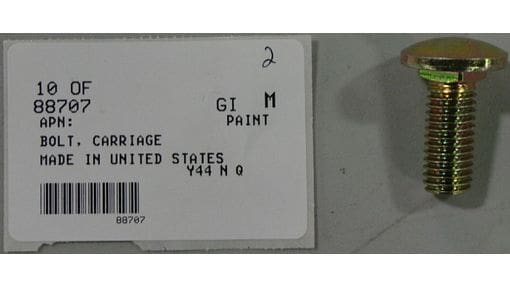 2
10 OF
88707 GI M
APN: PAINT
BOLT, CARRIAGE
MADE IN UNITED STATES
Y44 N Q
88707